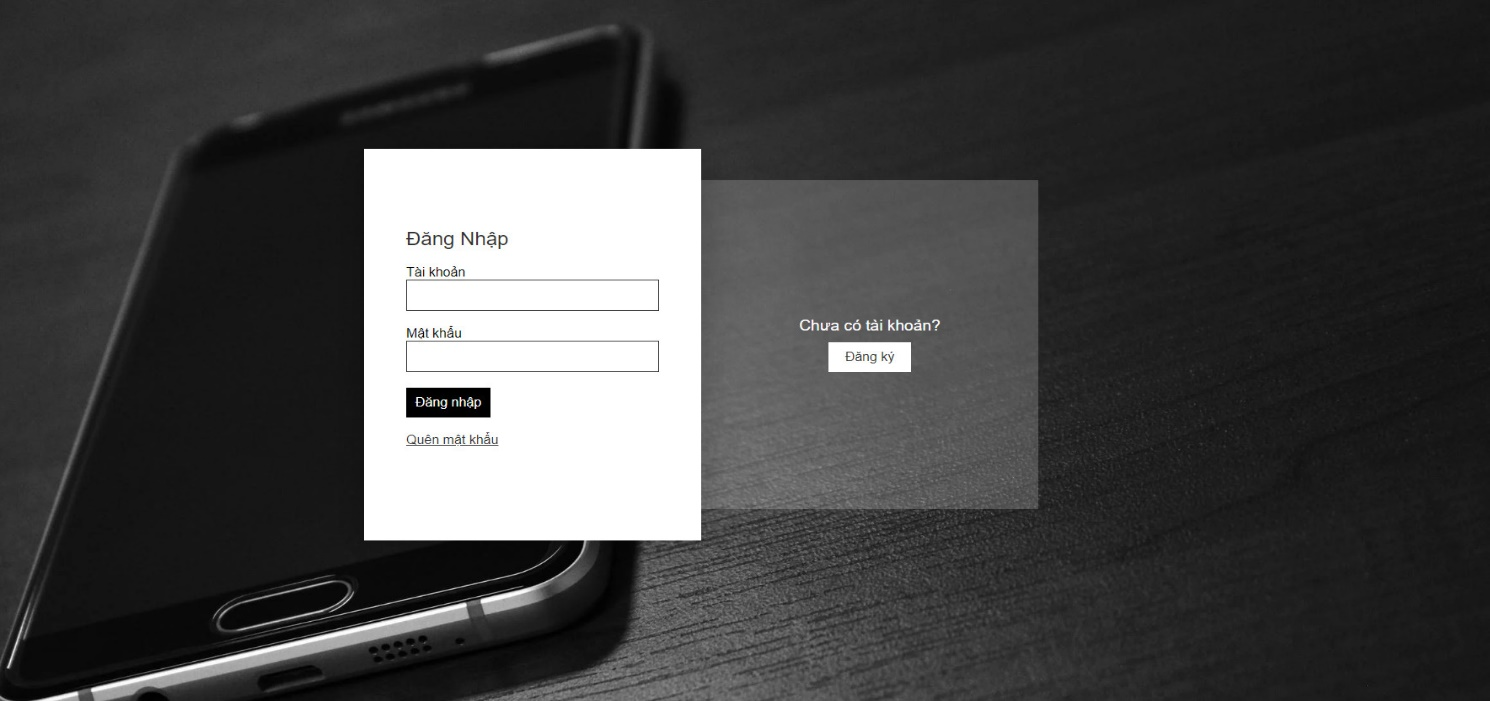 Đăng Nhập
Tài khoản
Mật khẩu
Đăng nhập
Quên mật khẩu
Chưa có tài khoản?
Đăng ký